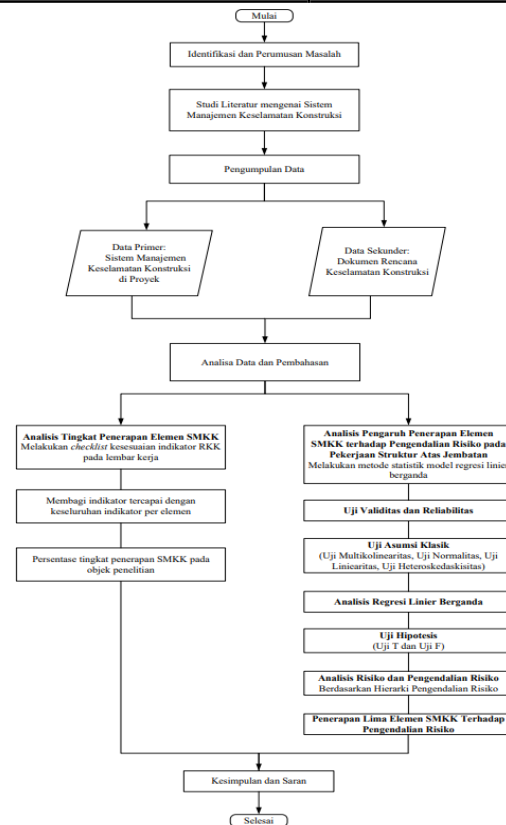 Mulai
Identifikasi dan Perumusan Masalah
Studi Literatur mengenai Sistem
Manajemen Keselamatan Konstruksi
Pengumpulan Data
Data Primer:
Sistem Manajemen
Keselamatan Konstruksi
di Proyek
Data Sekunder:
Dokumen Rencana
Keselamatan Konstruksi
Analisa Data dan Pembahasan
Analisis Tingkat Penerapan Elemen SMKK
Melakukan checklist kesesuaian indikator RKK
pada lembar kerja
Membagi indikator tercapai dengan
keseluruhan indikator per elemen
Persentase tingkat penerapan SMKK pada
objek penelitian
Analisis Pengaruh Penerapan Elemen
SMKK terhadap Pengendalian Risiko pada
Pekerjaan Struktur Atas Jembatan
Melakukan metode statistik model regresi linier
berganda
Uji Validitas dan Reliabilitas
Uji Asumsi Klasik
(Uji Multikolinearitas, Uji Normalitas, Uji
Liniearitas, Uji Heteroskedaskisitas)
Analisis Regresi Linier Berganda
Uji Hipotesis
(Uji T dan Uji F)
Analisis Risiko dan Pengendalian Risiko
Berdasarkan Hierarki Pengendalian Risiko
Penerapan Lima Elemen SMKK Terhadap
Pengendalian Risiko
Kesimpulan dan Saran
Selesai